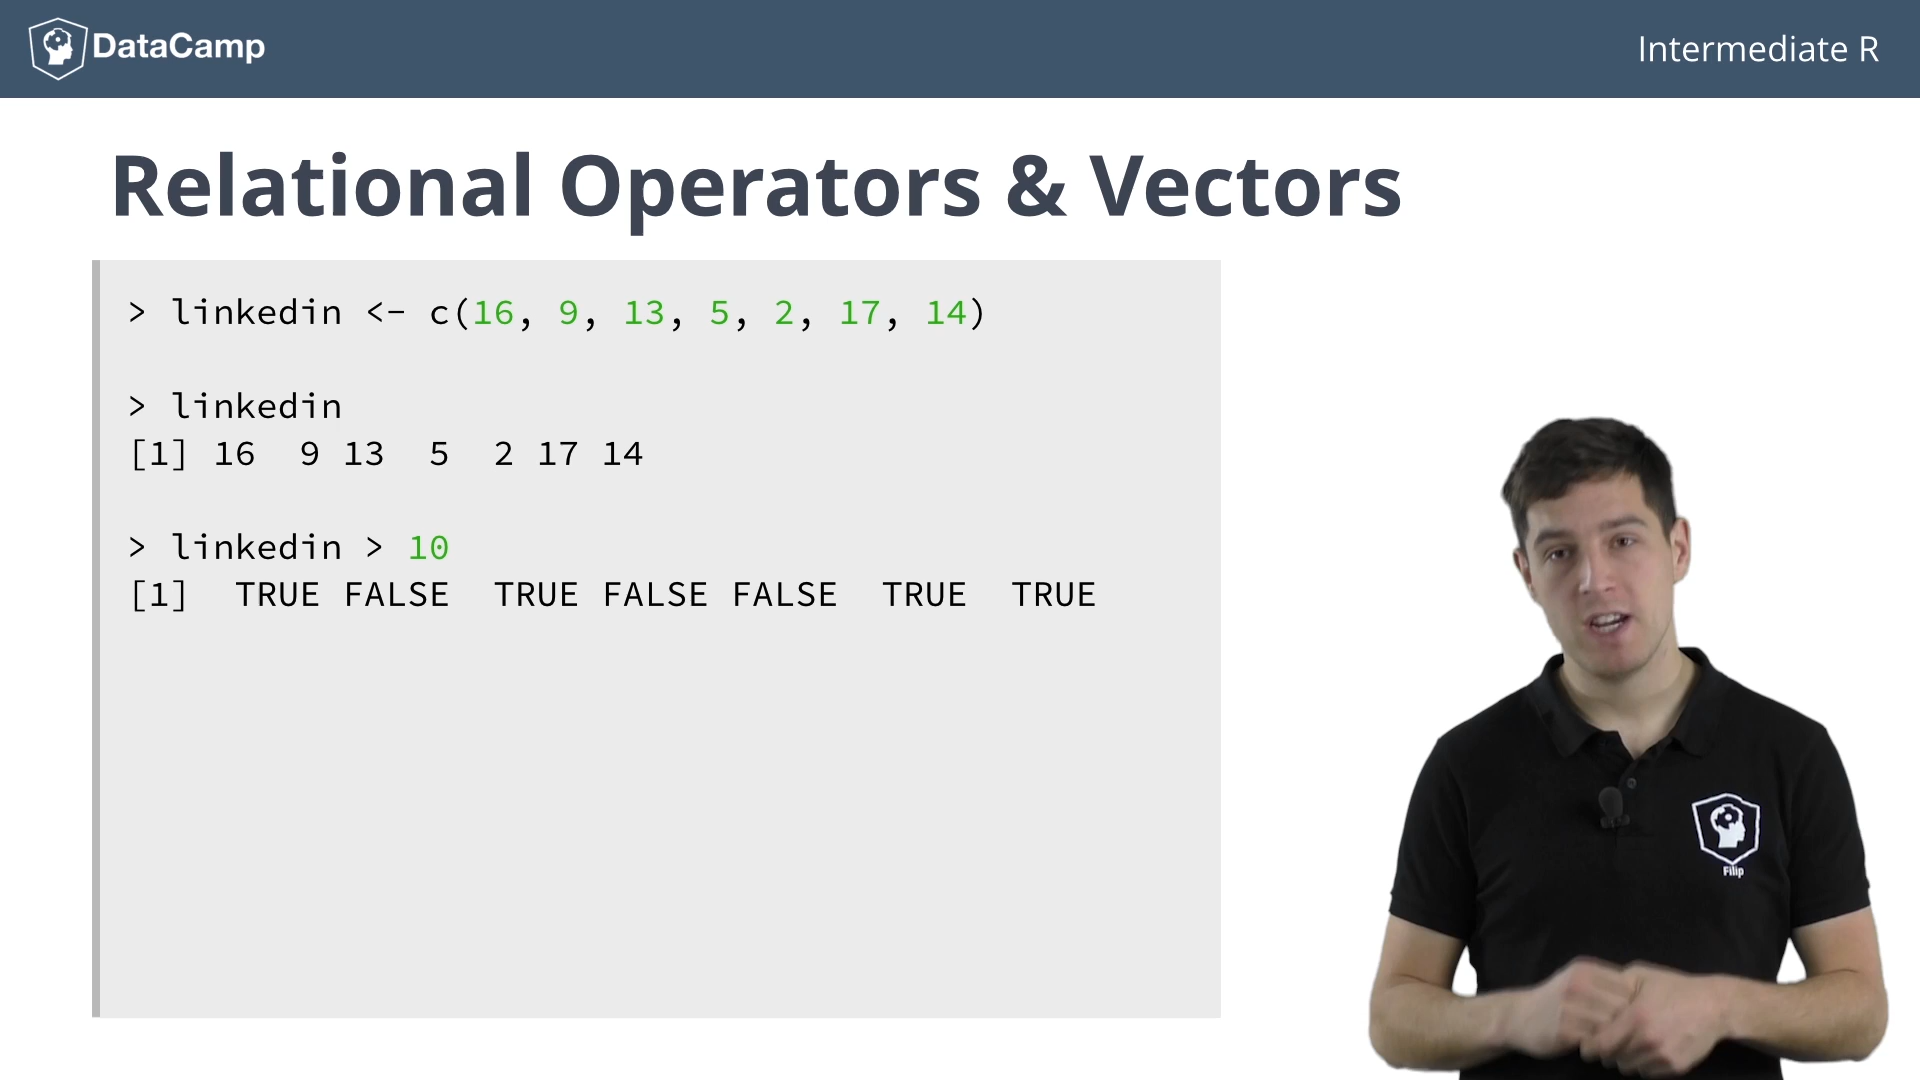 DataCamp
Intermediate R
Relational Operators & Vectors
> linkedin <- c(16, 9, 13, 5, 2, 17, 14)
> linkedin
[1] 16  9 13  5  2 17 14
> linkedin > 10
[1]  TRUE FALSE  TRUE FALSE FALSE  TRUE  TRUE
Filip